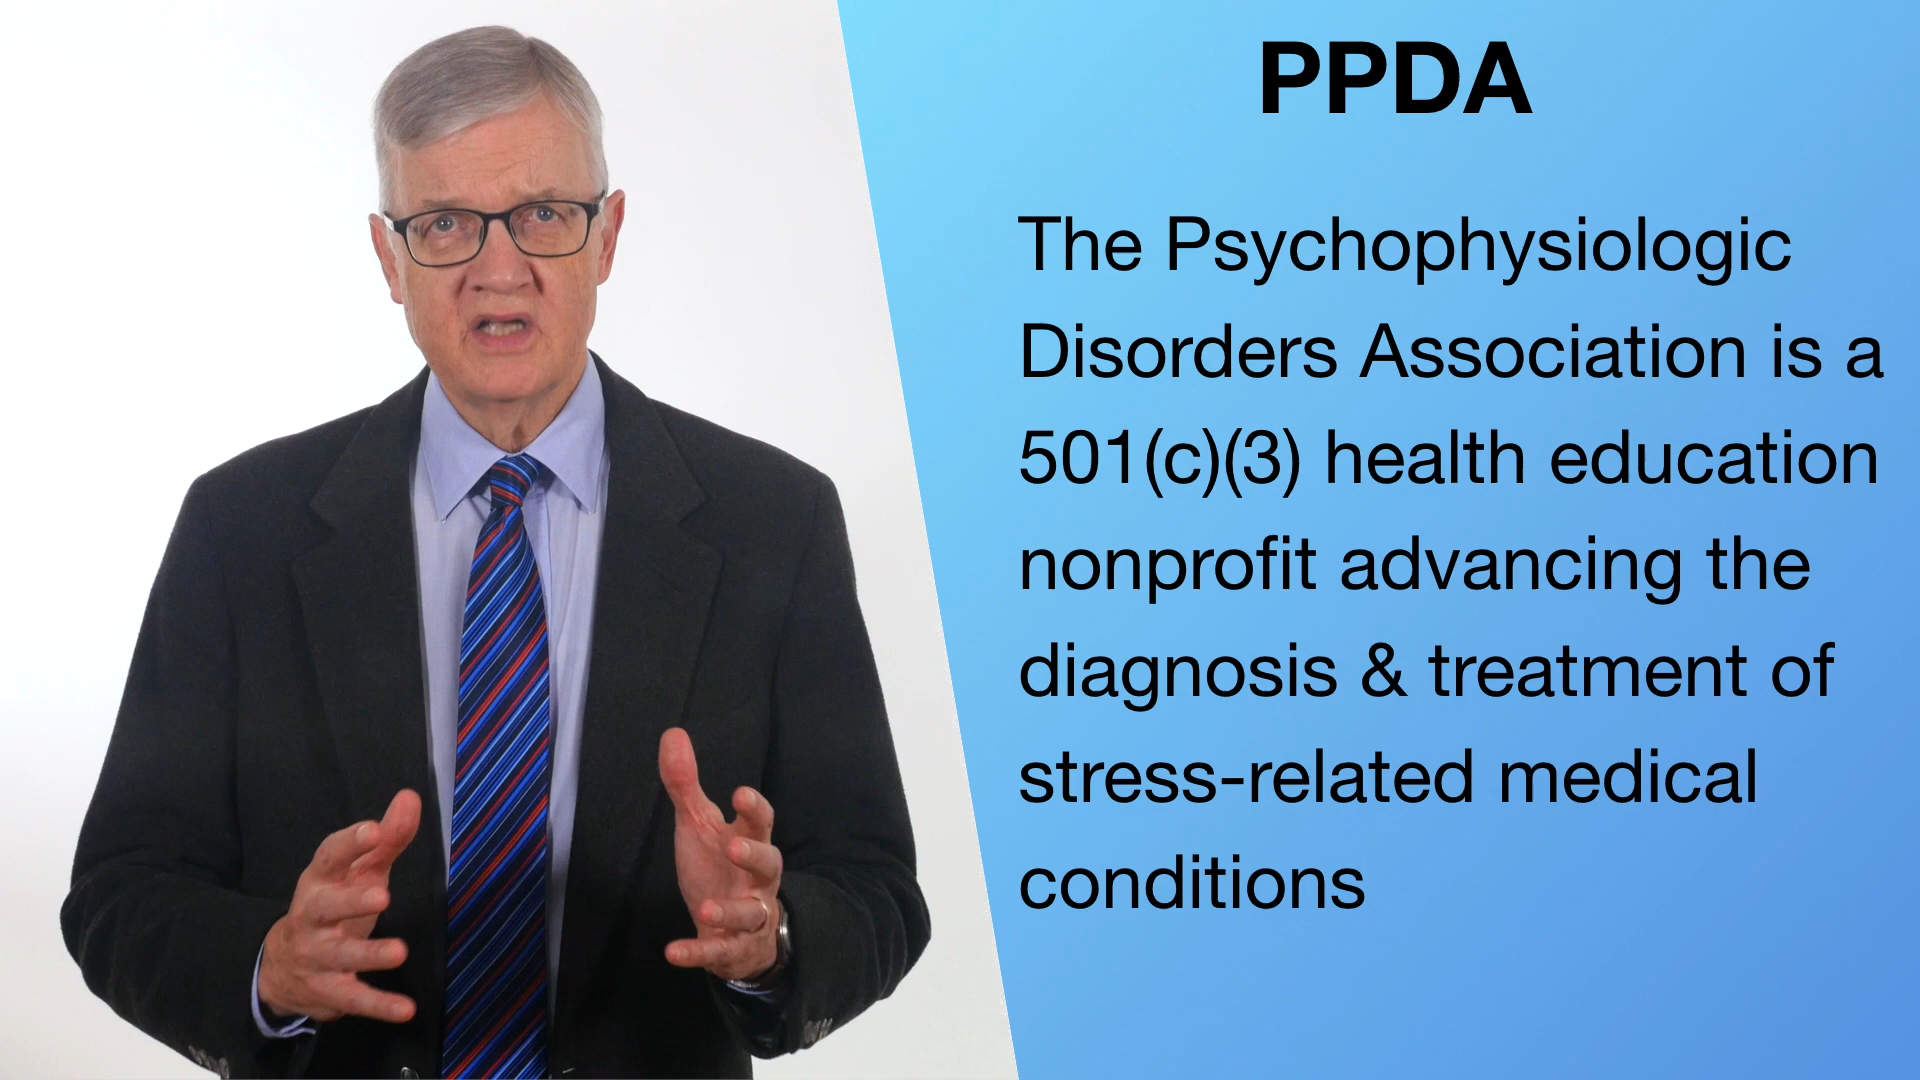 PPDA
The Psychophysiologic
Disorders Association is a
501(c)(3) health education
nonprofit advancing the
diagnosis & treatment of
stress-related medical
conditions